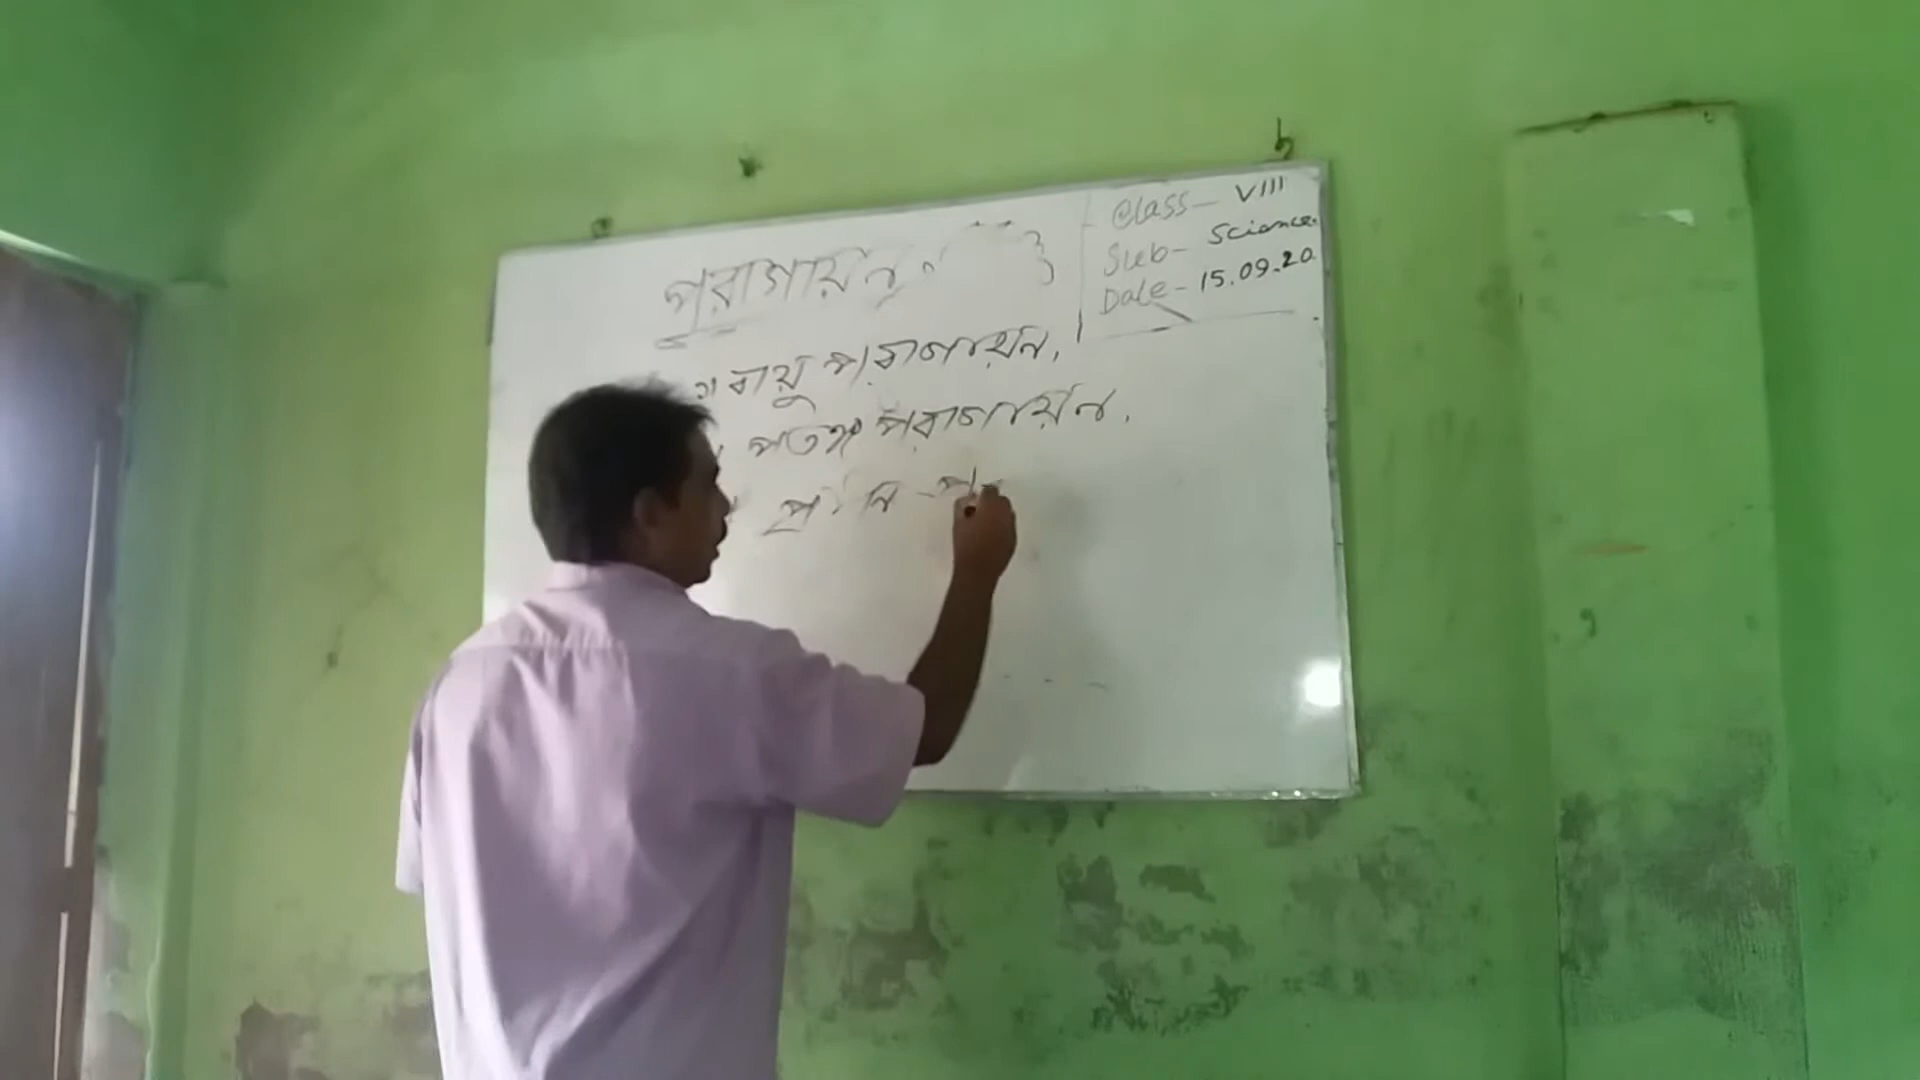 পরাগায়ন
Class- VIII
Sub- Science.
Date- 15.09.20.
বায়ু পরাগায়ন,
পতঙ্গ পরাগায়ন,